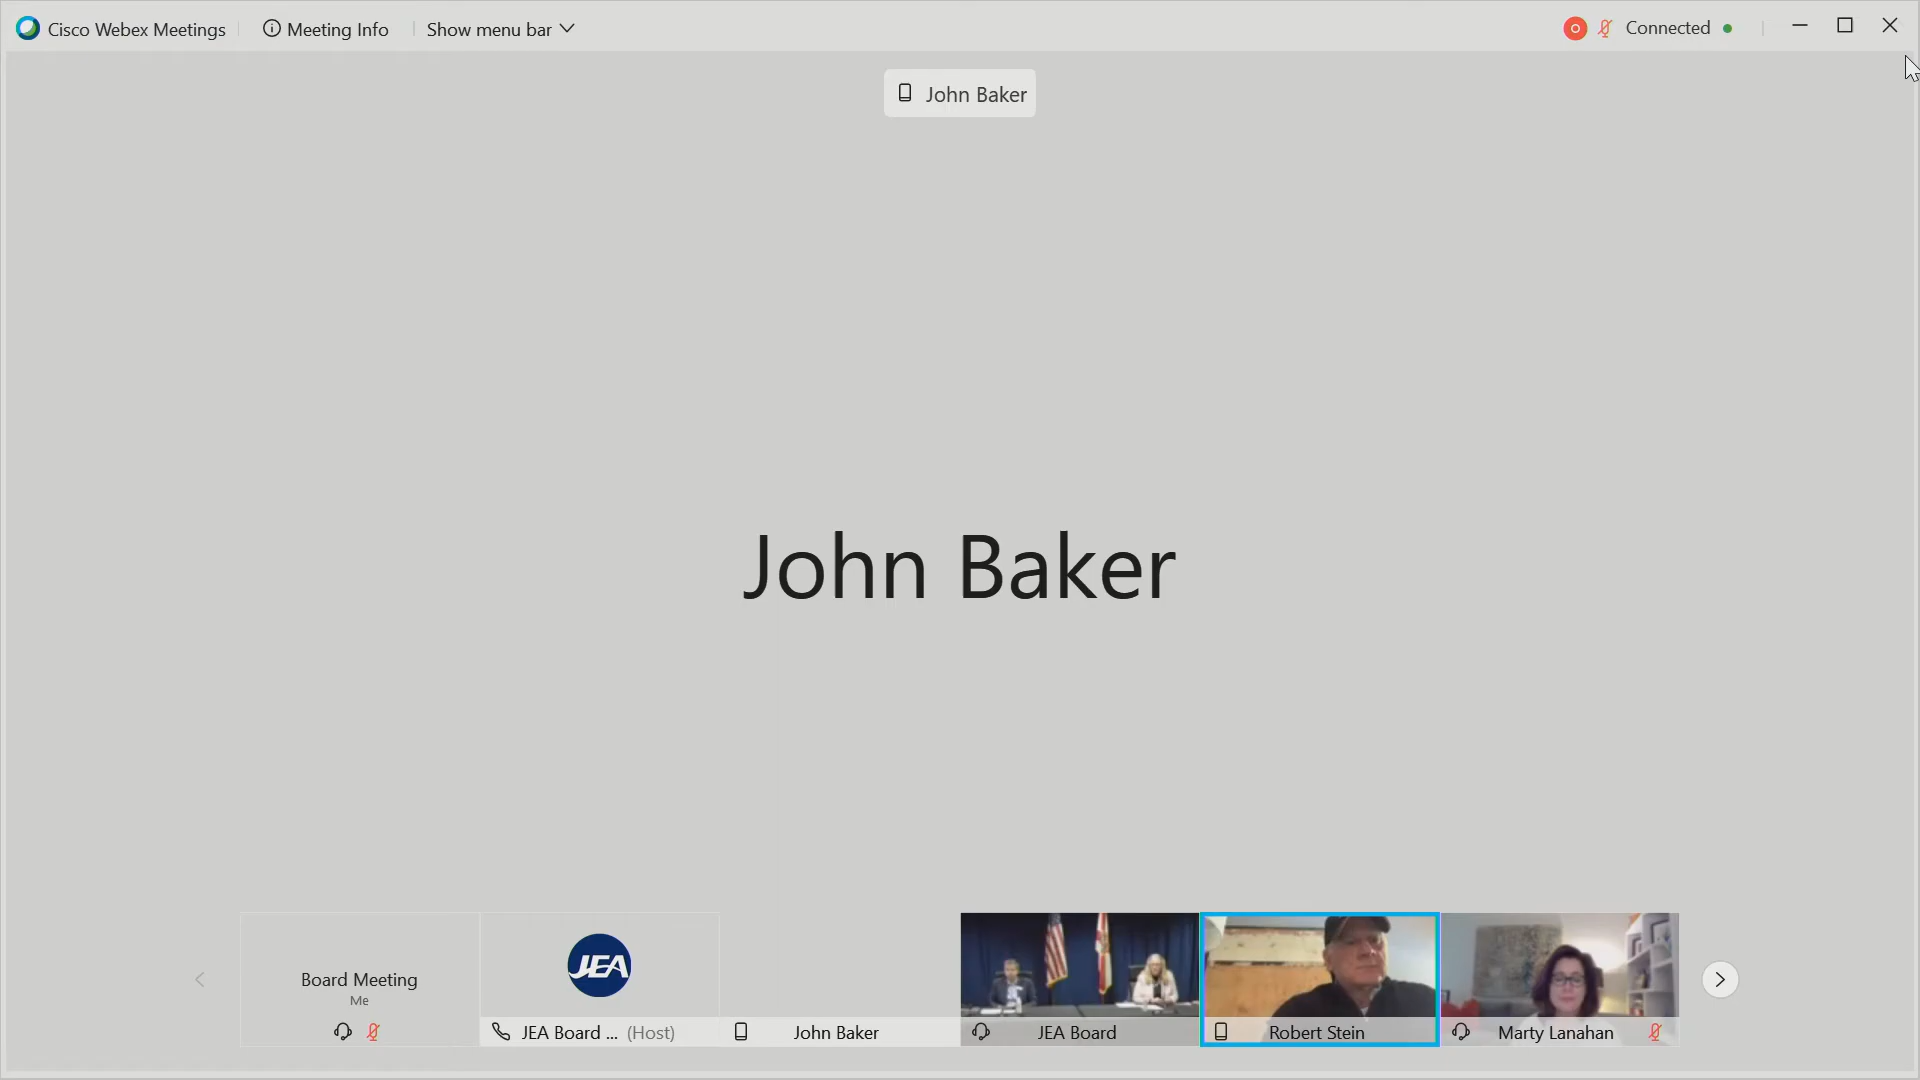 Cisco Webex Meetings
Meeting Info
Show menu bar
Connected
John Baker
John Baker
Board Meeting
Me
JEA
JEA Board ... (Host)
John Baker
JEA Board
Robert Stein
Marty Lanahan